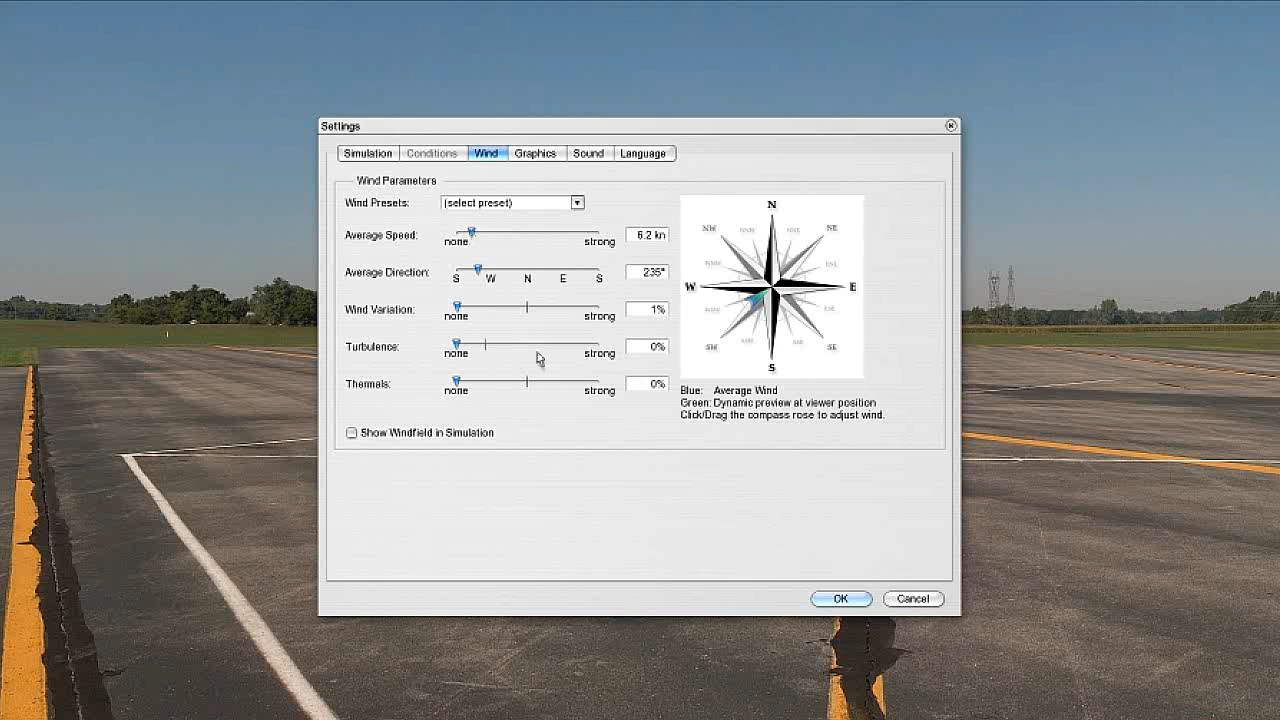 Settings
Simulation Conditions Wind Graphics Sound Language
Wind Parameters
Wind Presets: (select preset)
Average Speed: none strong 6.2 kn
Average Direction: S W N E S 235°
Wind Variation: none strong 1%
Turbulence: none strong 0%
Thermals: none strong 0%
Show Windfield in Simulation
N
NW NNW NNE NE
W E
SW SE
S
Blue: Average Wind
Green: Dynamic preview at viewer position
Click/Drag the compass rose to adjust wind.
OK Cancel